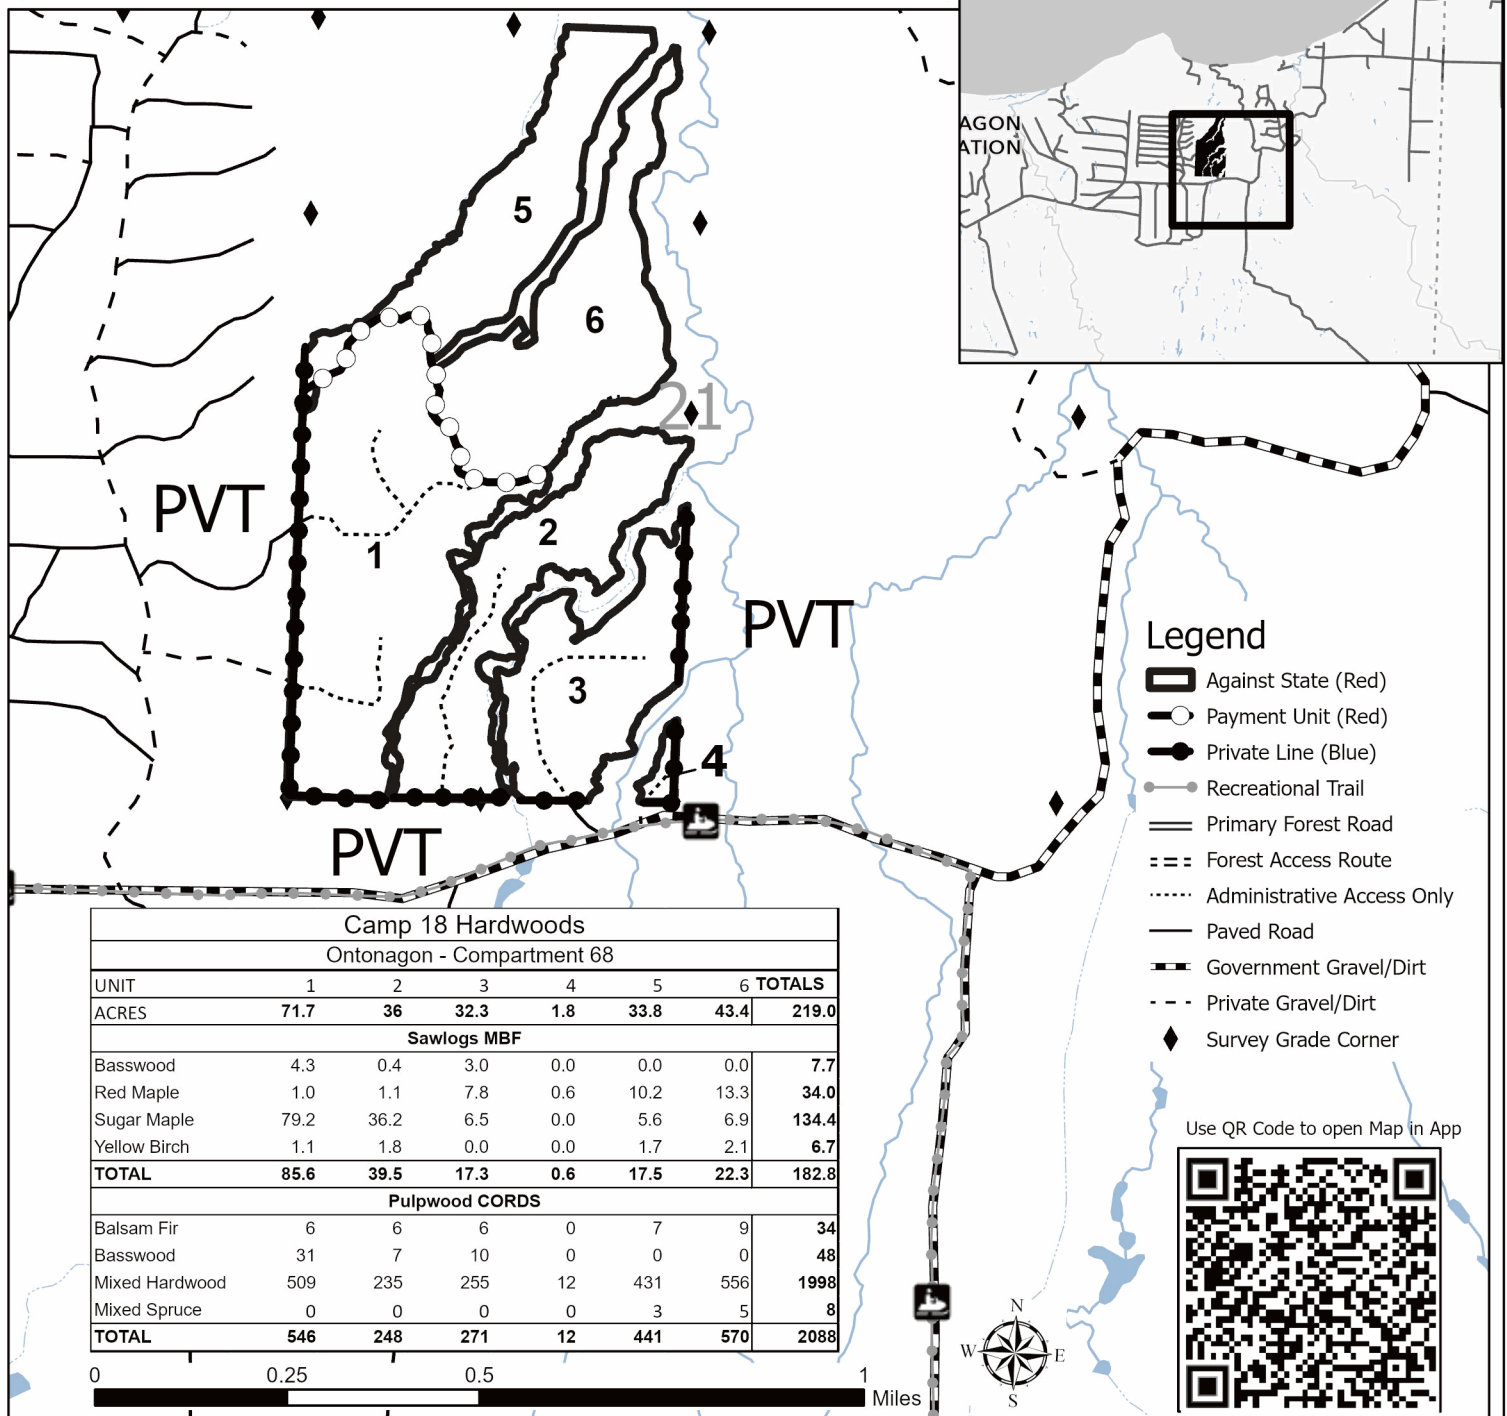 AGON
ATION
5
6
21
PVT
1
2
PVT
3
4
PVT
Legend
Against State (Red)
Payment Unit (Red)
Private Line (Blue)
Recreational Trail
Primary Forest Road
Forest Access Route
Administrative Access Only
Paved Road
Government Gravel/Dirt
Private Gravel/Dirt
Survey Grade Corner
Camp 18 Hardwoods
Ontonagon - Compartment 68
UNIT 1 2 3 4 5 6 TOTALS
ACRES 71.7 36 32.3 1.8 33.8 43.4 219.0
Sawlogs MBF
Basswood 4.3 0.4 3.0 0.0 0.0 0.0 7.7
Red Maple 1.0 1.1 7.8 0.6 10.2 13.3 34.0
Sugar Maple 79.2 36.2 6.5 0.0 5.6 6.9 134.4
Yellow Birch 1.1 1.8 0.0 0.0 1.7 2.1 6.7
TOTAL 85.6 39.5 17.3 0.6 17.5 22.3 182.8
Pulpwood CORDS
Balsam Fir 6 6 6 0 7 9 34
Basswood 31 7 10 0 0 0 48
Mixed Hardwood 509 235 255 12 431 556 1998
Mixed Spruce 0 0 0 0 3 5 8
TOTAL 546 248 271 12 441 570 2088
0 0.25 0.5 1
Miles
N
W E
S
Use QR Code to open Map in App